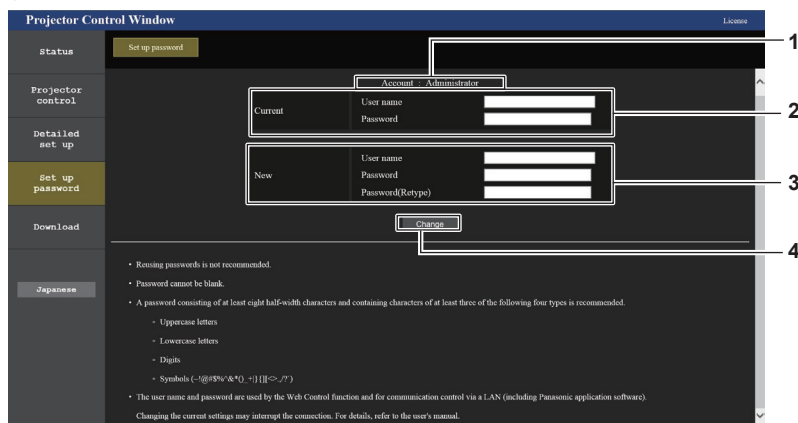 Projector Control Window
License
Status
Set up password
1
Projector
control
Account : Administrator
Current
User name
Password
2
Detailed
set up
New
User name
Password
Password(Retype)
3
Set up
password
Change
4
Download
• Reusing passwords is not recommended.
• Password cannot be blank.
Japanese
• A password consisting of at least eight half-width characters and containing characters of at least three of the following four types is recommended.
- Uppercase letters
- Lowercase letters
- Digits
- Symbols (~!@#$%^&*()_+|}{][<>.,/?`)
• The user name and password are used by the Web Control function and for communication control via a LAN (including Panasonic application software).
Changing the current settings may interrupt the connection. For details, refer to the user's manual.